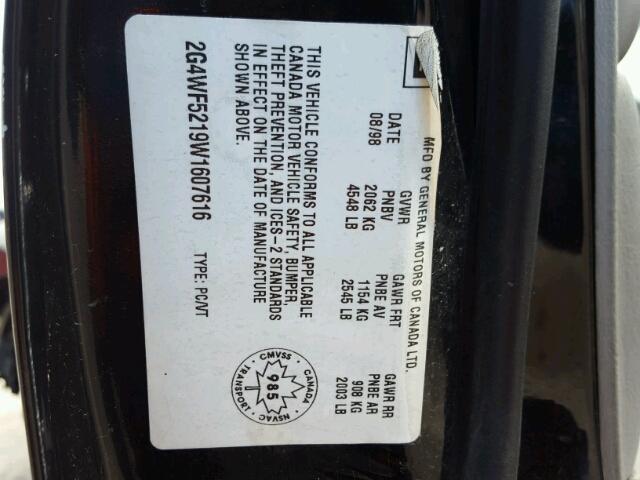 MFD BY GENERAL MOTORS OF CANADA LTD.
DATE GVWR GAWR FRT GAWR RR
08/98 PNBV PNBE AV PNBE AR
2062 KG 1154 KG 908 KG
4548 LB 2545 LB 2003 LB
THIS VEHICLE CONFORMS TO ALL APPLICABLE
CANADA MOTOR VEHICLE SAFETY, BUMPER,
THEFT PREVENTION, AND ICES-2 STANDARDS
IN EFFECT ON THE DATE OF MANUFACTURE
SHOWN ABOVE.
CMVSS
CANADA
985
TRANSPORT
NSVAC
2G4WF5219W1607616 TYPE: PC/VT